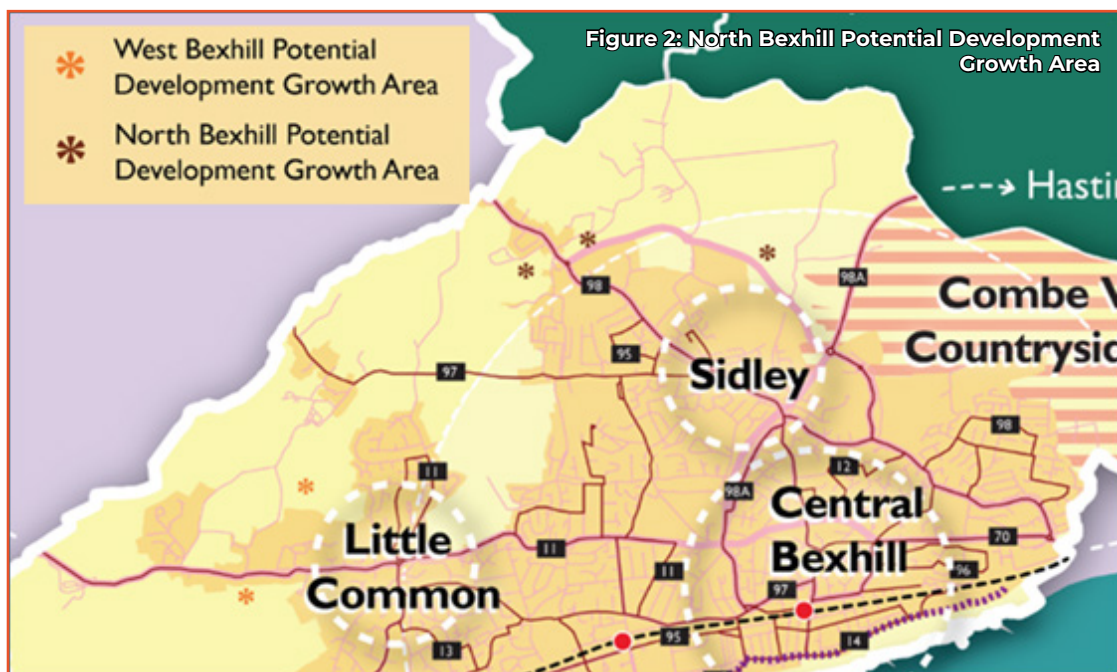 Figure 2: North Bexhill Potential Development
Growth Area
West Bexhill Potential
Development Growth Area
North Bexhill Potential
Development Growth Area
98A
98
95
97
Sidley
98
11
12
98A
Little
Common
Central
Bexhill
11
11
70
96
97
13
95
14